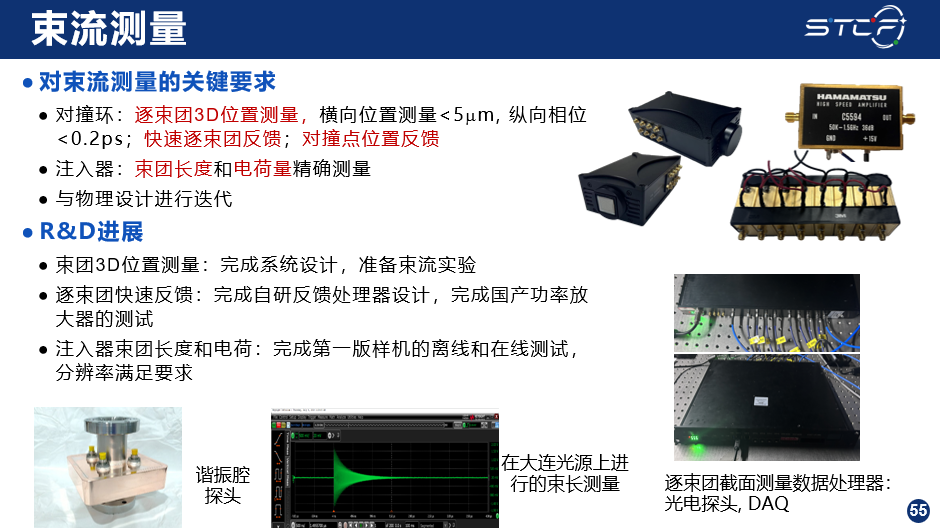 束流测量
STCF
●对束流测量的关键要求
●对撞环：逐束团3D位置测量，横向位置测量<5μm, 纵向相位
<0.2ps；快速逐束团反馈；对撞点位置反馈
●注入器：束团长度和电荷量精确测量
●与物理设计进行迭代
●R&D进展
●束团3D位置测量：完成系统设计，准备束流实验
●逐束团快速反馈：完成自研反馈处理器设计，完成国产功率放
大器的测试
●注入器束团长度和电荷：完成第一版样机的离线和在线测试，
分辨率满足要求
HAMAMATSU
HIGH SPEED AMPLIFIER
IN
C5594
OUT
50K-1.5GHz 36dB
GND
+15V
谐振腔
探头
在大连光源上进
行的束长测量
逐束团截面测量数据处理器：
光电探头, DAQ
55